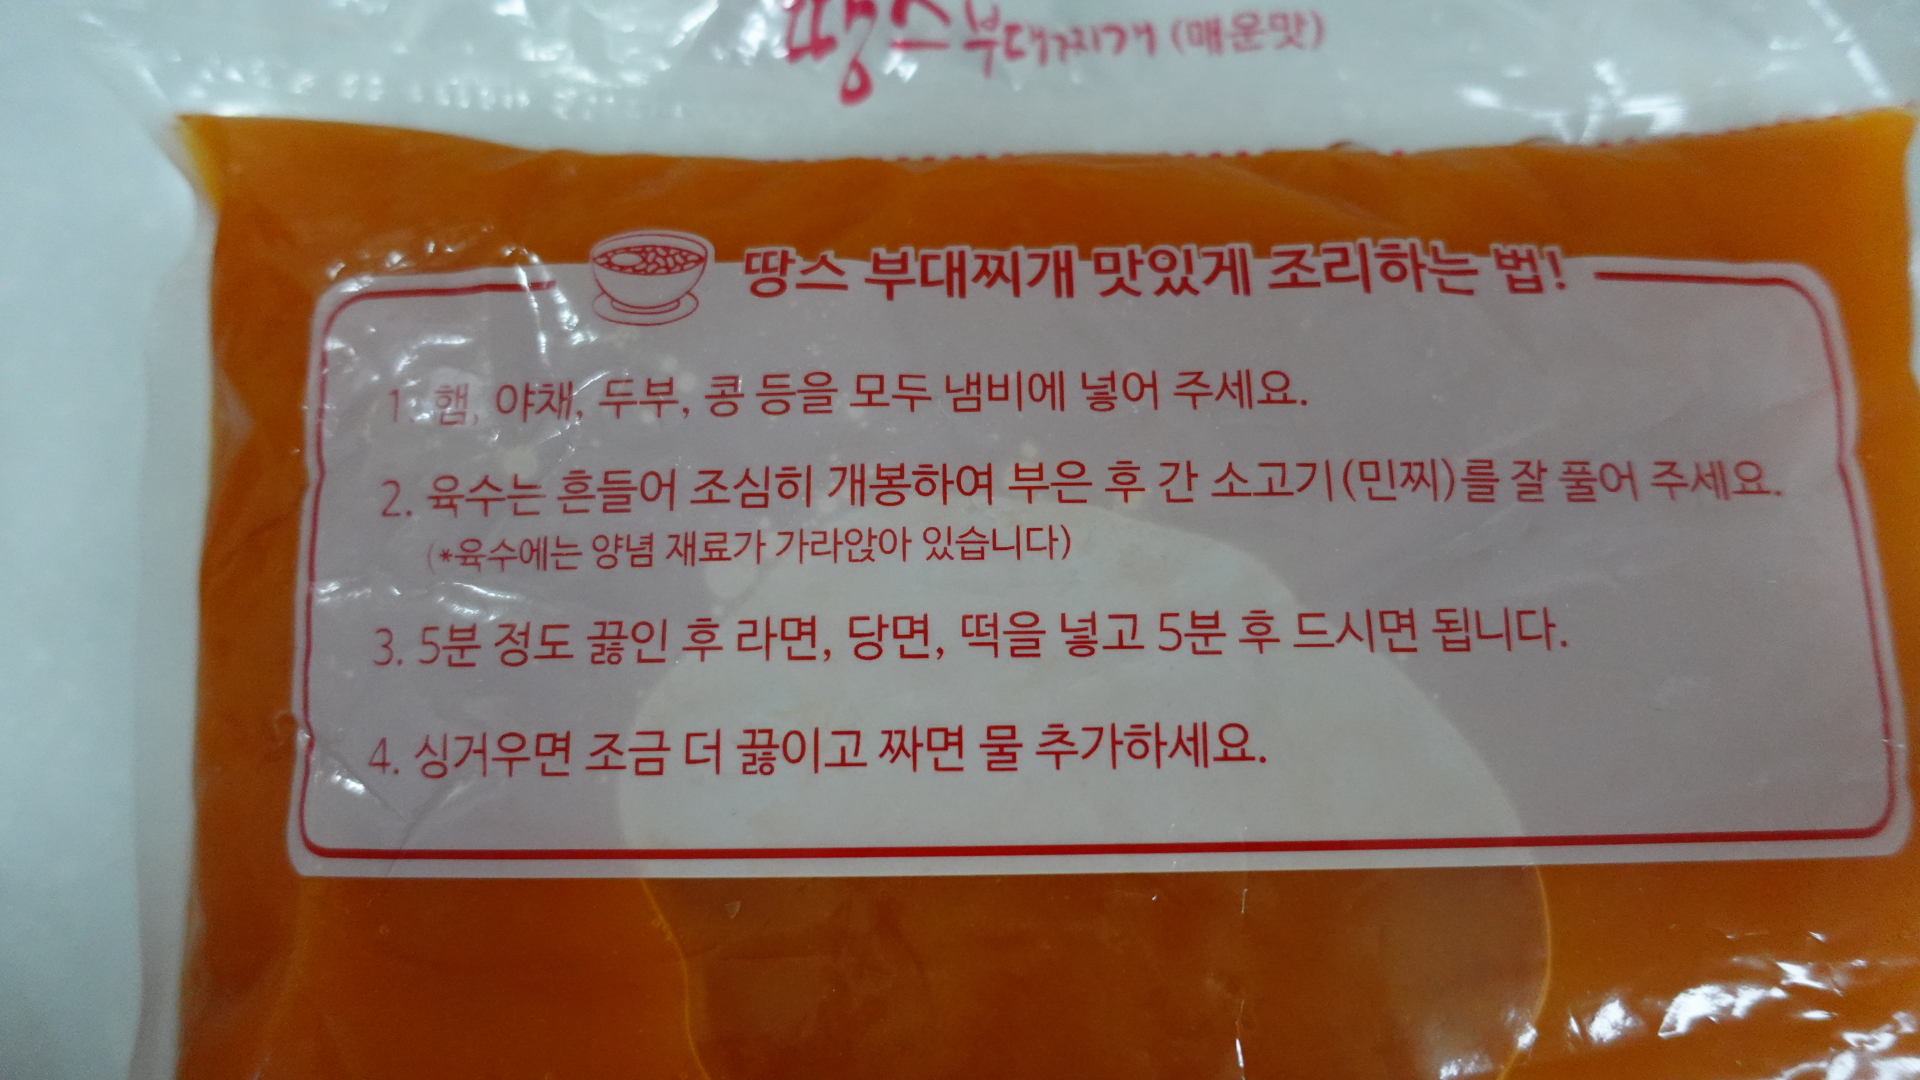 땅스부대찌개 (매운맛)
땅스 부대찌개 맛있게 조리하는 법!
1. 햄, 야채, 두부, 콩 등을 모두 냄비에 넣어 주세요.
2. 육수는 흔들어 조심히 개봉하여 부은 후 간 소고기(민찌)를 잘 풀어 주세요.
(*육수에는 양념 재료가 가라앉아 있습니다)
3. 5분 정도 끓인 후 라면, 당면, 떡을 넣고 5분 후 드시면 됩니다.
4. 싱거우면 조금 더 끓이고 짜면 물 추가하세요.